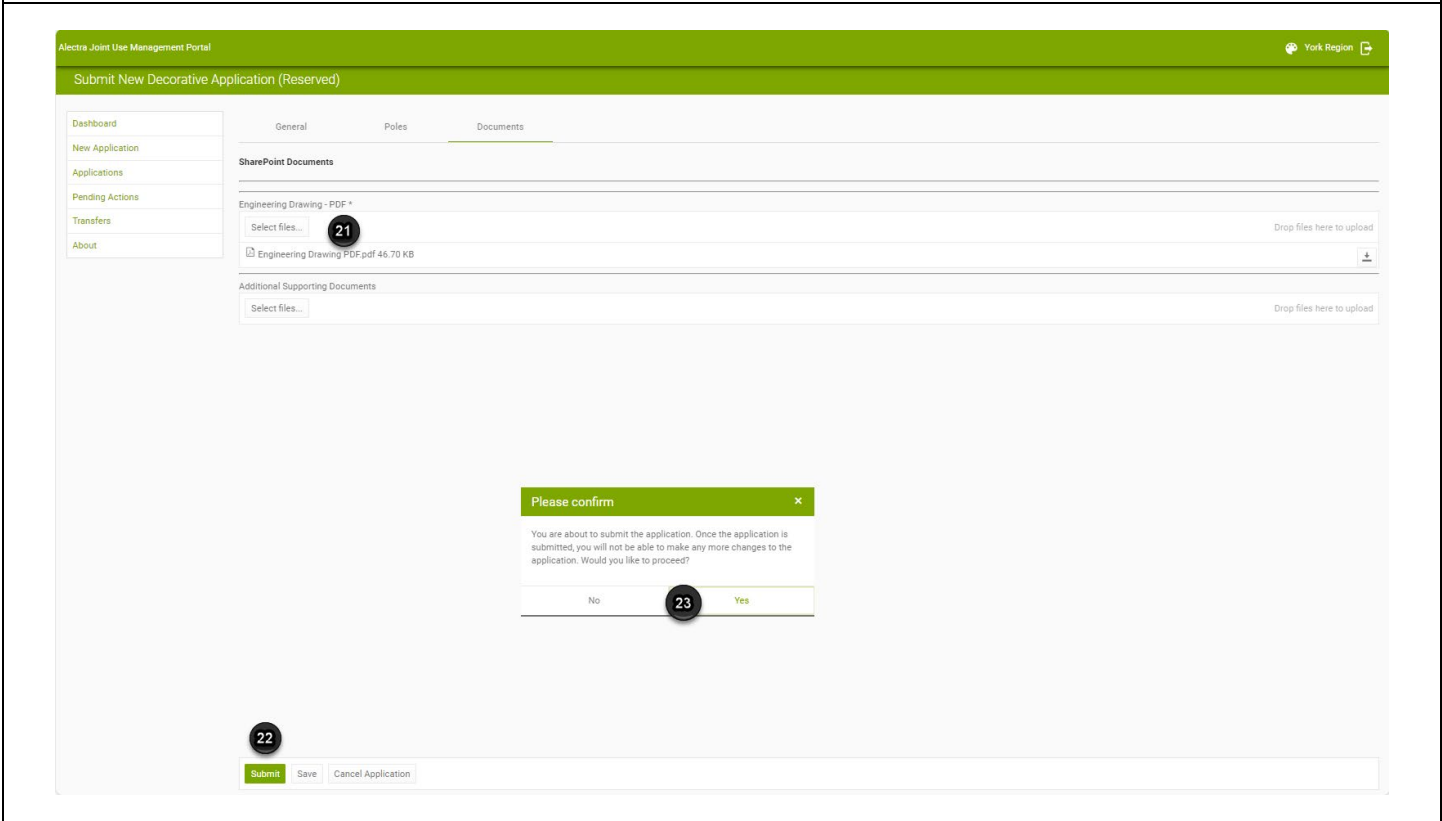 Alectra Joint Use Management Portal
York Region
Submit New Decorative Application (Reserved)
Dashboard
New Application
Applications
Pending Actions
Transfers
About
General Poles Documents
SharePoint Documents
Engineering Drawing - PDF *
Select files... 21 Drop files here to upload
Engineering Drawing PDF.pdf 46.70 KB
Additional Supporting Documents
Select files... Drop files here to upload
Please confirm ×
You are about to submit the application. Once the application is
submitted, you will not be able to make any more changes to the
application. Would you like to proceed?
No 23 Yes
22
Submit Save Cancel Application